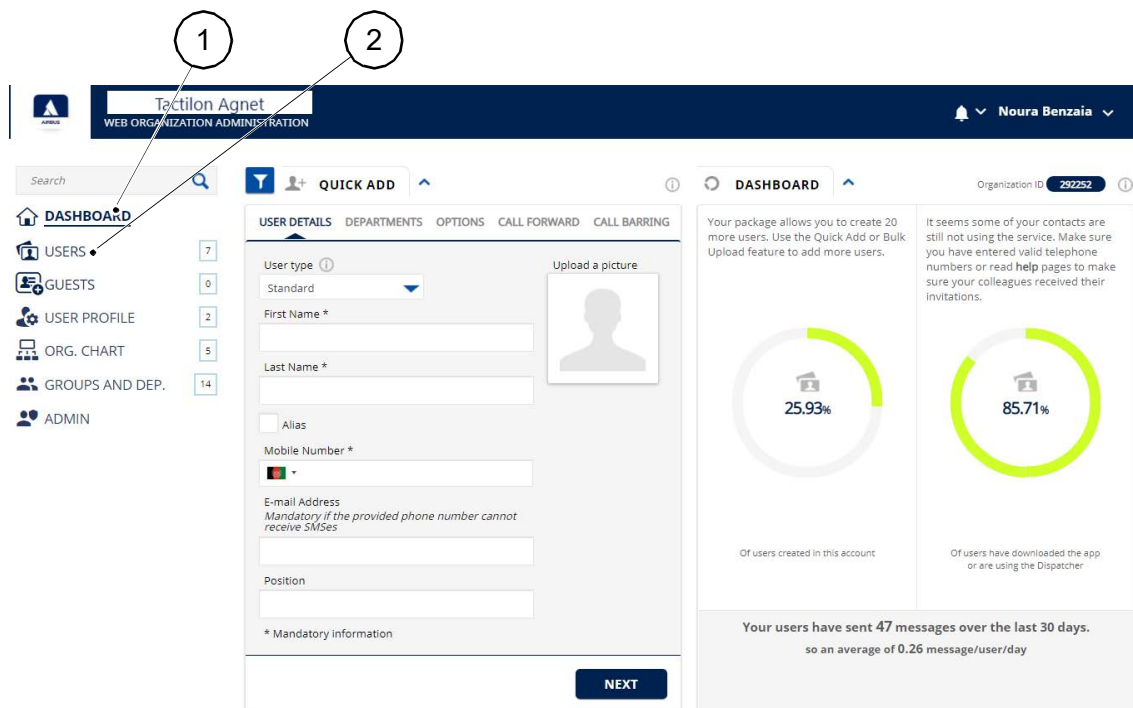 1
2
AIRBUS
Tactilon Agnet
WEB ORGANIZATION ADMINISTRATION
Noura Benzaia
Search
DASHBOARD
USERS 7
GUESTS 0
USER PROFILE 2
ORG. CHART 5
GROUPS AND DEP. 14
ADMIN
QUICK ADD
USER DETAILS DEPARTMENTS OPTIONS CALL FORWARD CALL BARRING
User type
Standard
Upload a picture
First Name *
Last Name *
Alias
Mobile Number *
E-mail Address
Mandatory if the provided phone number cannot
receive SMSes
Position
* Mandatory information
NEXT
DASHBOARD
Organization ID 292252
Your package allows you to create 20
more users. Use the Quick Add or Bulk
Upload feature to add more users.
25.93%
Of users created in this account
It seems some of your contacts are
still not using the service. Make sure
you have entered valid telephone
numbers or read help pages to make
sure your colleagues received their
invitations.
85.71%
Of users have downloaded the app
or are using the Dispatcher
Your users have sent 47 messages over the last 30 days.
so an average of 0.26 message/user/day